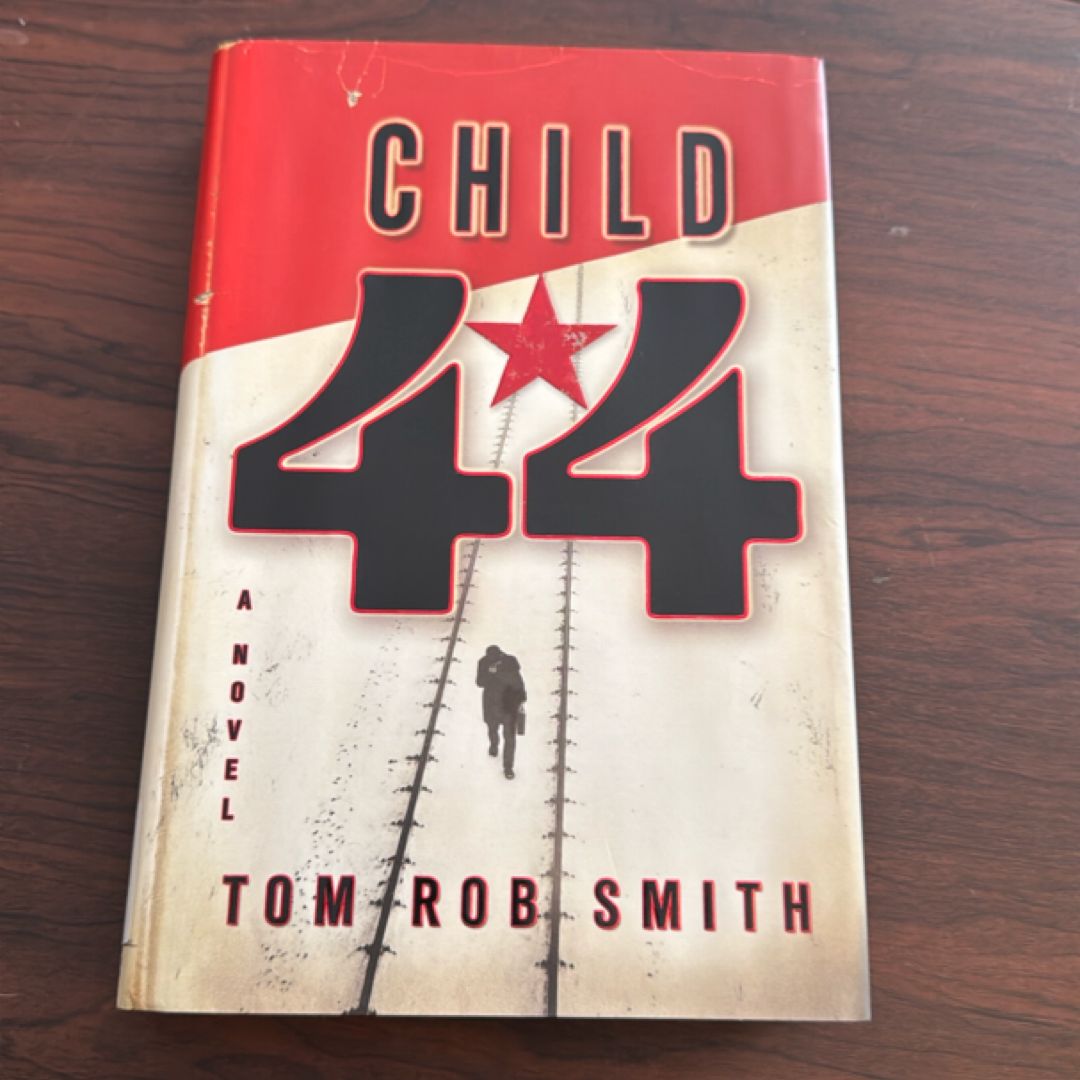 CHILD
44
A NOVEL
TOM ROB SMITH